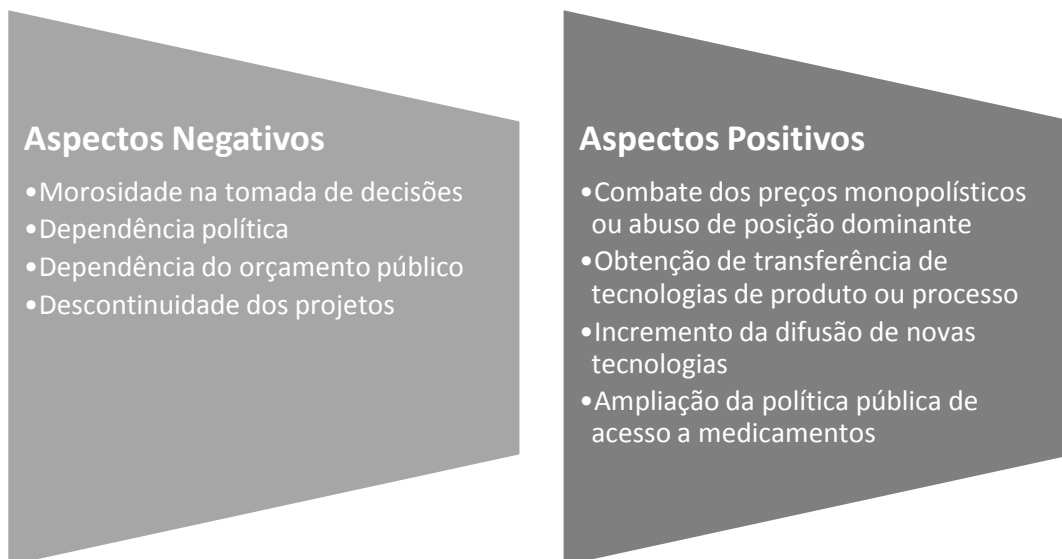 Aspectos Negativos
•Morosidade na tomada de decisões
•Dependência política
•Dependência do orçamento público
•Descontinuidade dos projetos
Aspectos Positivos
•Combate dos preços monopolísticos
ou abuso de posição dominante
•Obtenção de transferência de
tecnologias de produto ou processo
•Incremento da difusão de novas
tecnologias
•Ampliação da política pública de
acesso a medicamentos